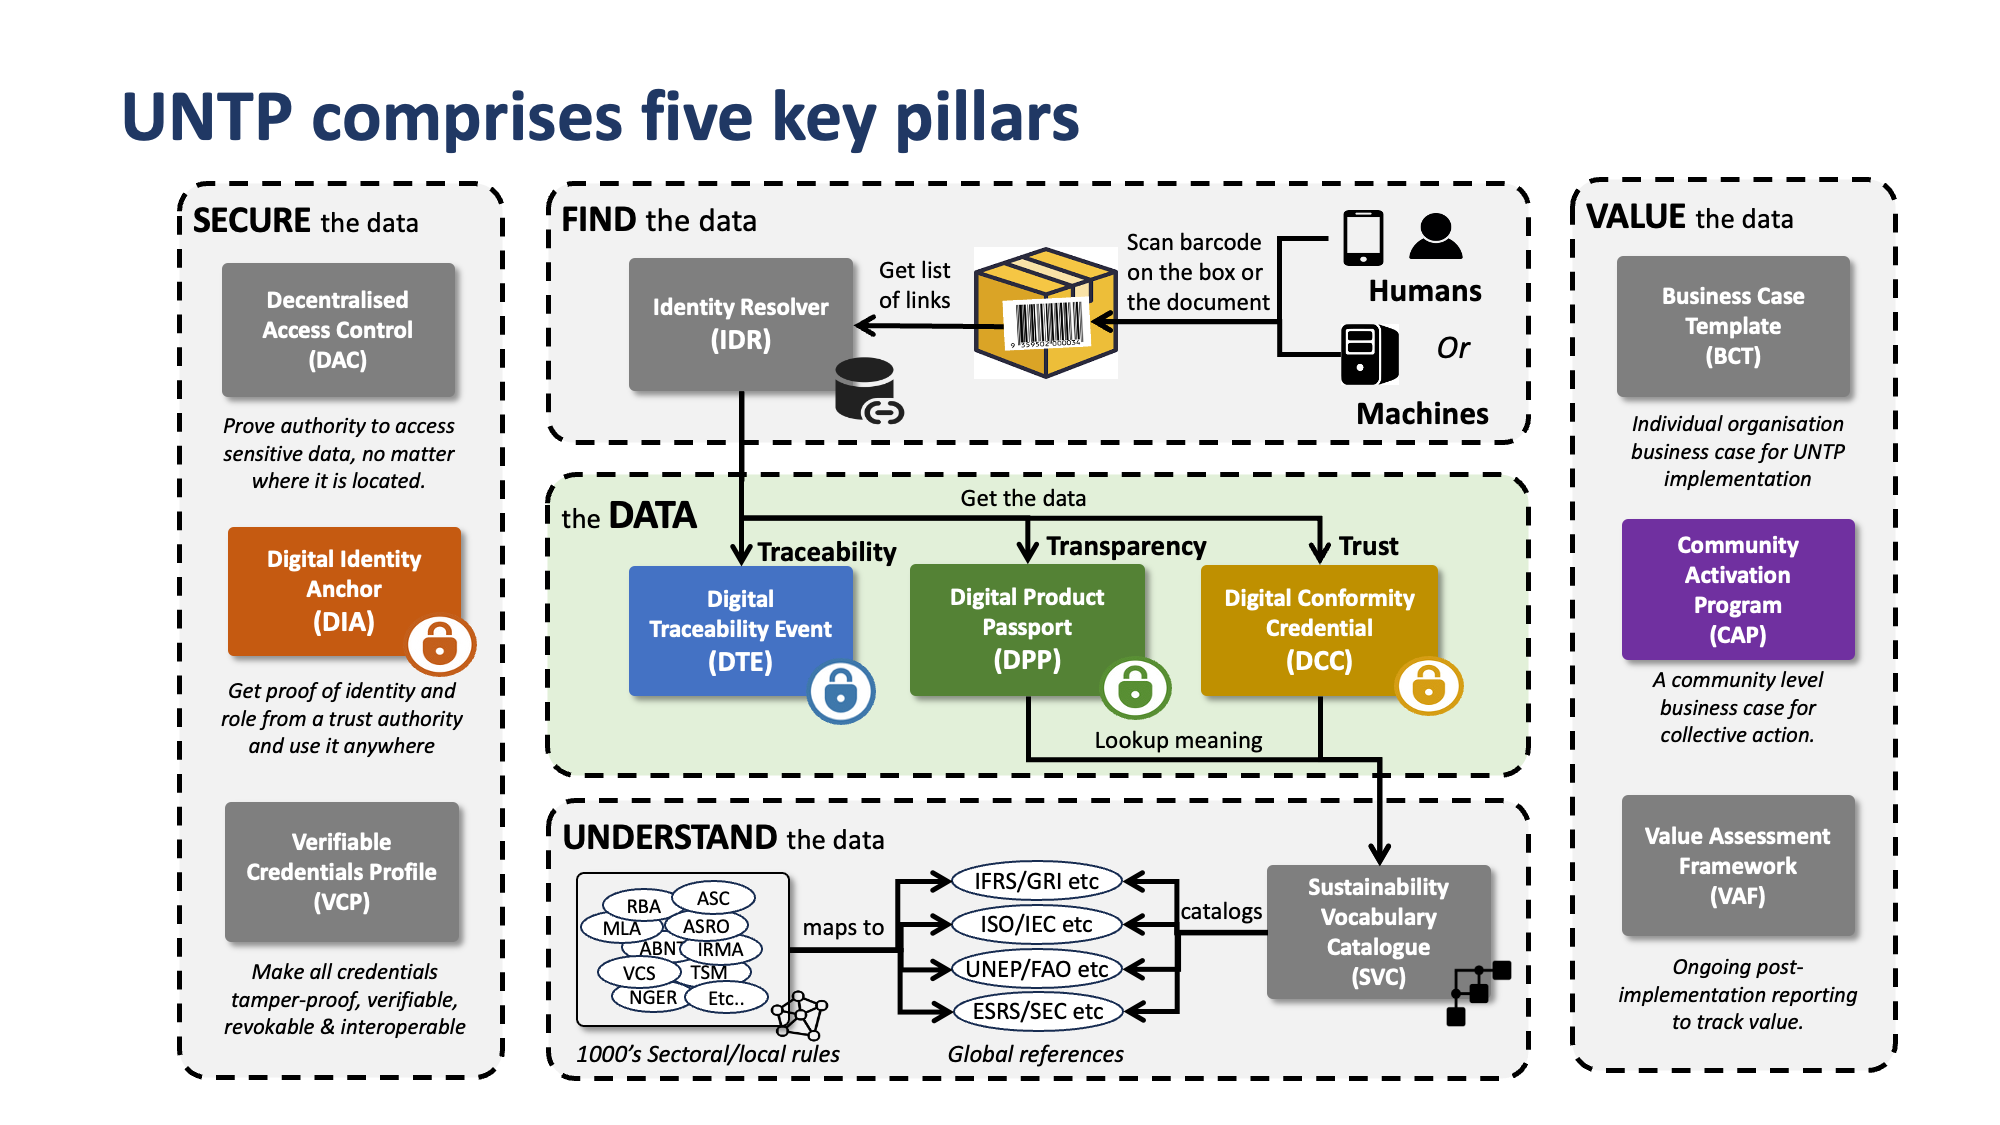 UNTP comprises five key pillars
SECURE the data
Decentralised
Access Control
(DAC)
Prove authority to access
sensitive data, no matter
where it is located.
Digital Identity
Anchor
(DIA)
Get proof of identity and
role from a trust authority
and use it anywhere
Verifiable
Credentials Profile
(VCP)
Make all credentials
tamper-proof, verifiable,
revokable & interoperable
FIND the data
Identity Resolver
(IDR)
Get list
of links
9 359502 000034
Scan barcode
on the box or
the document
Humans
Or
Machines
the DATA
Get the data
Traceability
Transparency
Trust
Digital
Traceability Event
(DTE)
Digital Product
Passport
(DPP)
Digital Conformity
Credential
(DCC)
Lookup meaning
UNDERSTAND the data
RBA
ASC
MLA
ASRO
ABNT
IRMA
VCS
TSM
NGER
Etc..
1000's Sectoral/local rules
maps to
IFRS/GRI etc
ISO/IEC etc
UNEP/FAO etc
ESRS/SEC etc
Global references
catalogs
Sustainability
Vocabulary
Catalogue
(SVC)
VALUE the data
Business Case
Template
(BCT)
Individual organisation
business case for UNTP
implementation
Community
Activation
Program
(CAP)
A community level
business case for
collective action.
Value Assessment
Framework
(VAF)
Ongoing post-
implementation reporting
to track value.